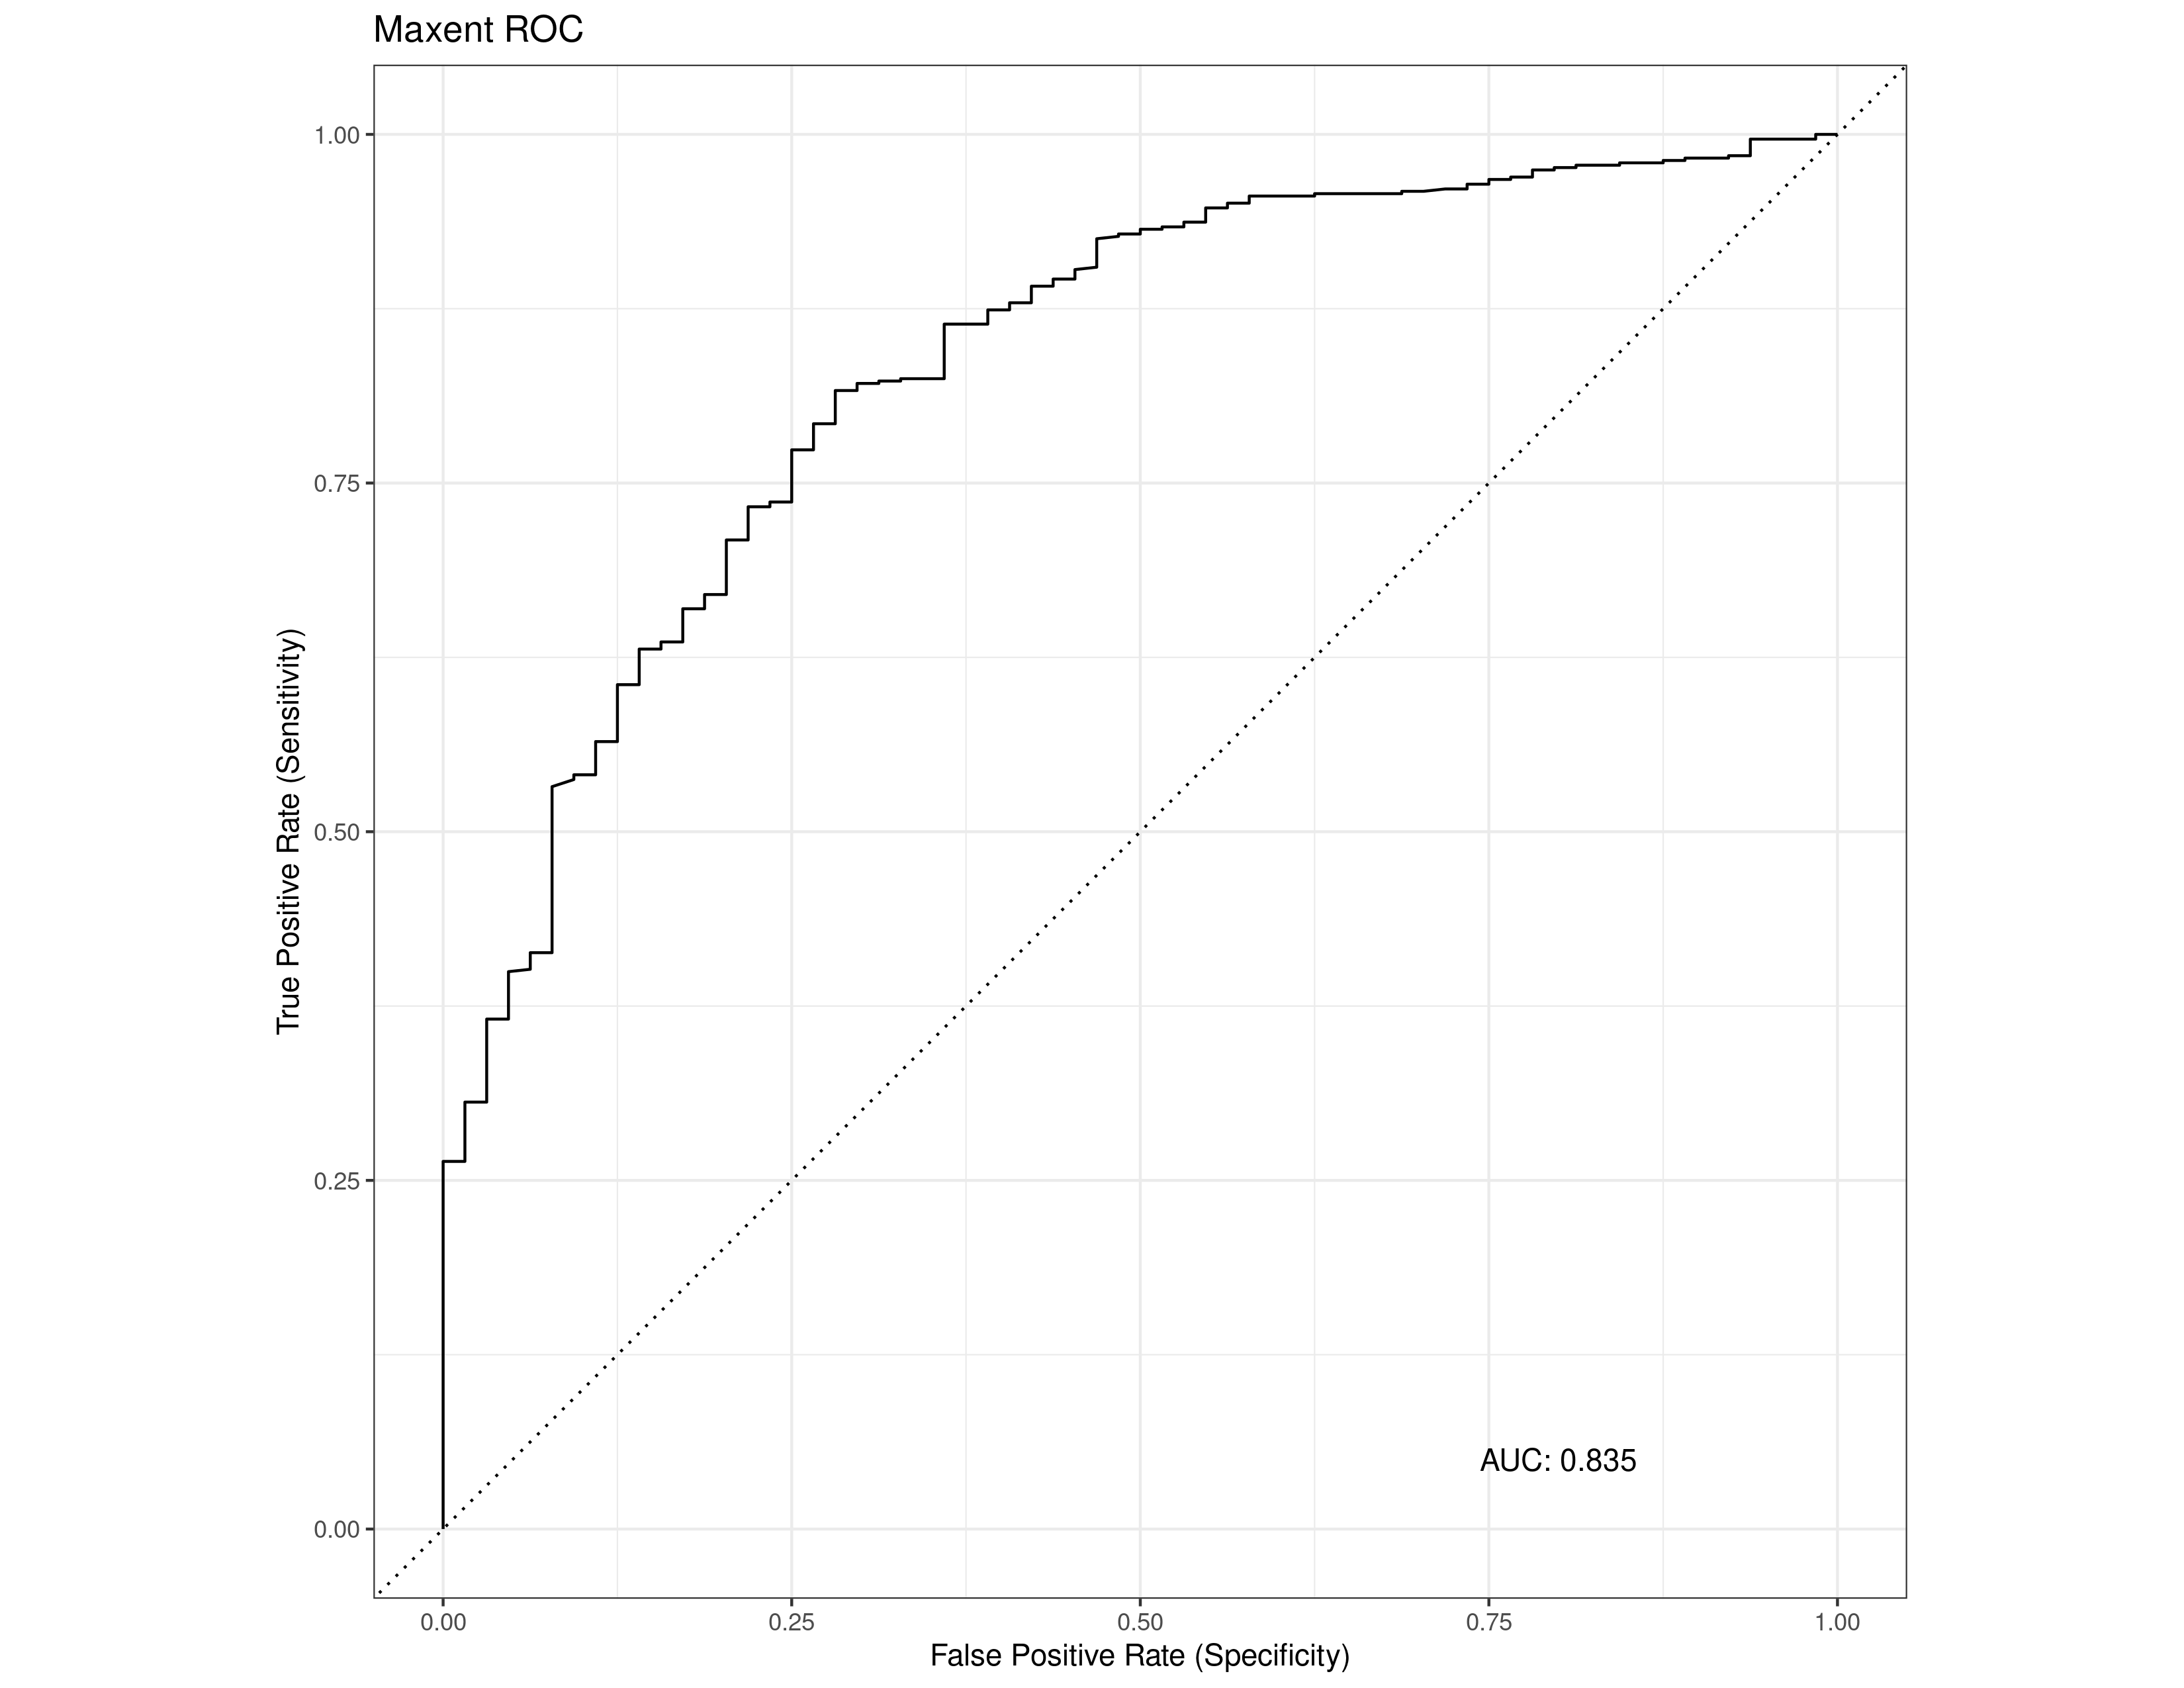 Maxent ROC
True Positive Rate (Sensitivity)
1.00
0.75
0.50
0.25
0.00
AUC: 0.835
0.00 0.25 0.50 0.75 1.00
False Positive Rate (Specificity)